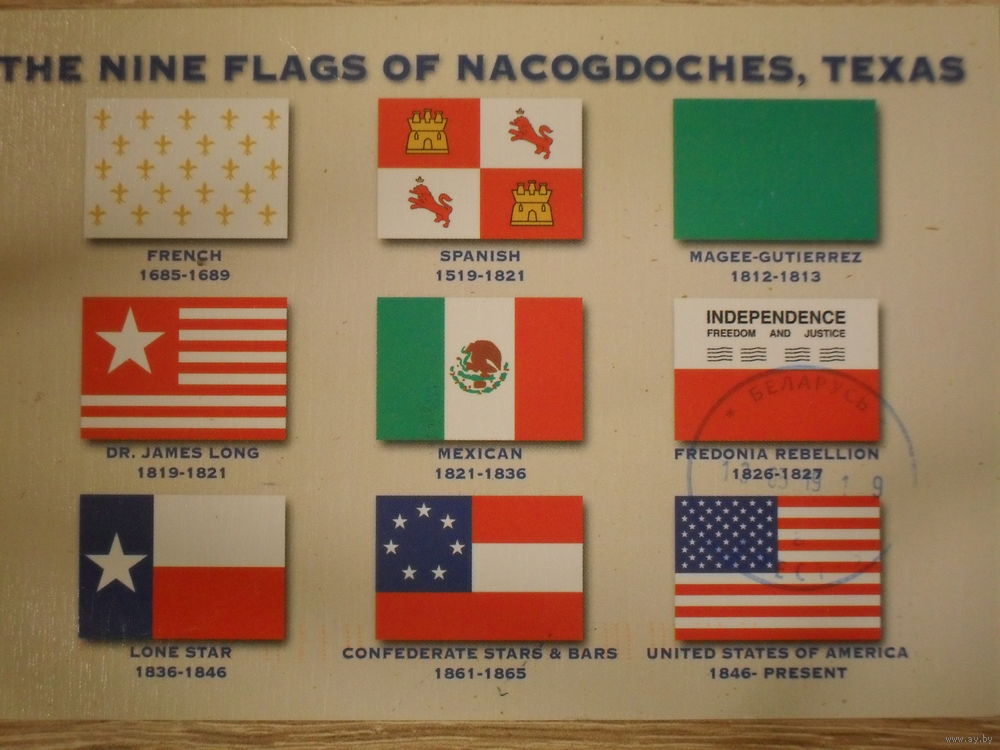 THE NINE FLAGS OF NACOGDOCHES, TEXAS
FRENCH
1685-1689
SPANISH
1519-1821
MAGEE-GUTIERREZ
1812-1813
DR. JAMES LONG
1819-1821
MEXICAN
1821-1836
INDEPENDENCE
FREEDOM AND JUSTICE
FREDONIA REBELLION
1826-1827
БЕЛАРУСЬ
LONE STAR
1836-1846
CONFEDERATE STARS & BARS
1861-1865
UNITED STATES OF AMERICA
1846- PRESENT
www.ay.by